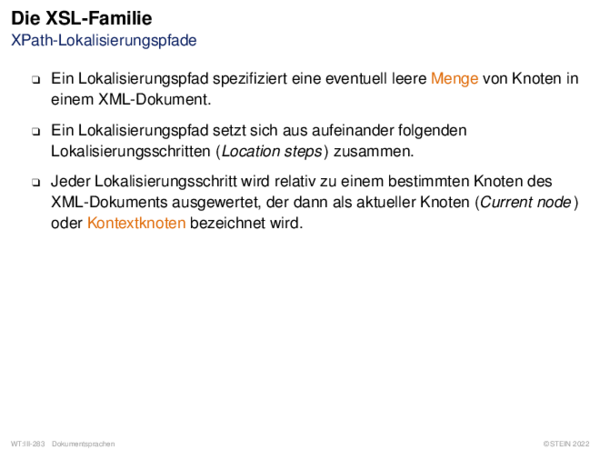 Die XSL-Familie
XPath-Lokalisierungspfade
❑ Ein Lokalisierungspfad spezifiziert eine eventuell leere Menge von Knoten in
einem XML-Dokument.
❑ Ein Lokalisierungspfad setzt sich aus aufeinander folgenden
Lokalisierungsschritten (Location steps) zusammen.
❑ Jeder Lokalisierungsschritt wird relativ zu einem bestimmten Knoten des
XML-Dokuments ausgewertet, der dann als aktueller Knoten (Current node)
oder Kontextknoten bezeichnet wird.
WT:III-283 Dokumentsprachen ©STEIN 2022